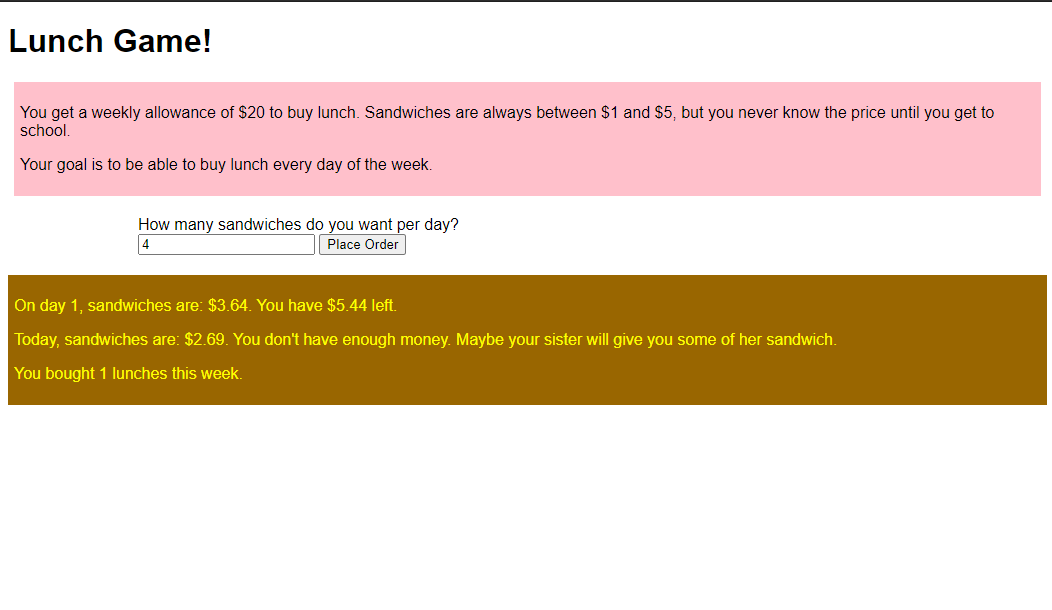 Lunch Game!
You get a weekly allowance of $20 to buy lunch. Sandwiches are always between $1 and $5, but you never know the price until you get to
school.
Your goal is to be able to buy lunch every day of the week.
How many sandwiches do you want per day?
4 Place Order
On day 1, sandwiches are: $3.64. You have $5.44 left.
Today, sandwiches are: $2.69. You don't have enough money. Maybe your sister will give you some of her sandwich.
You bought 1 lunches this week.